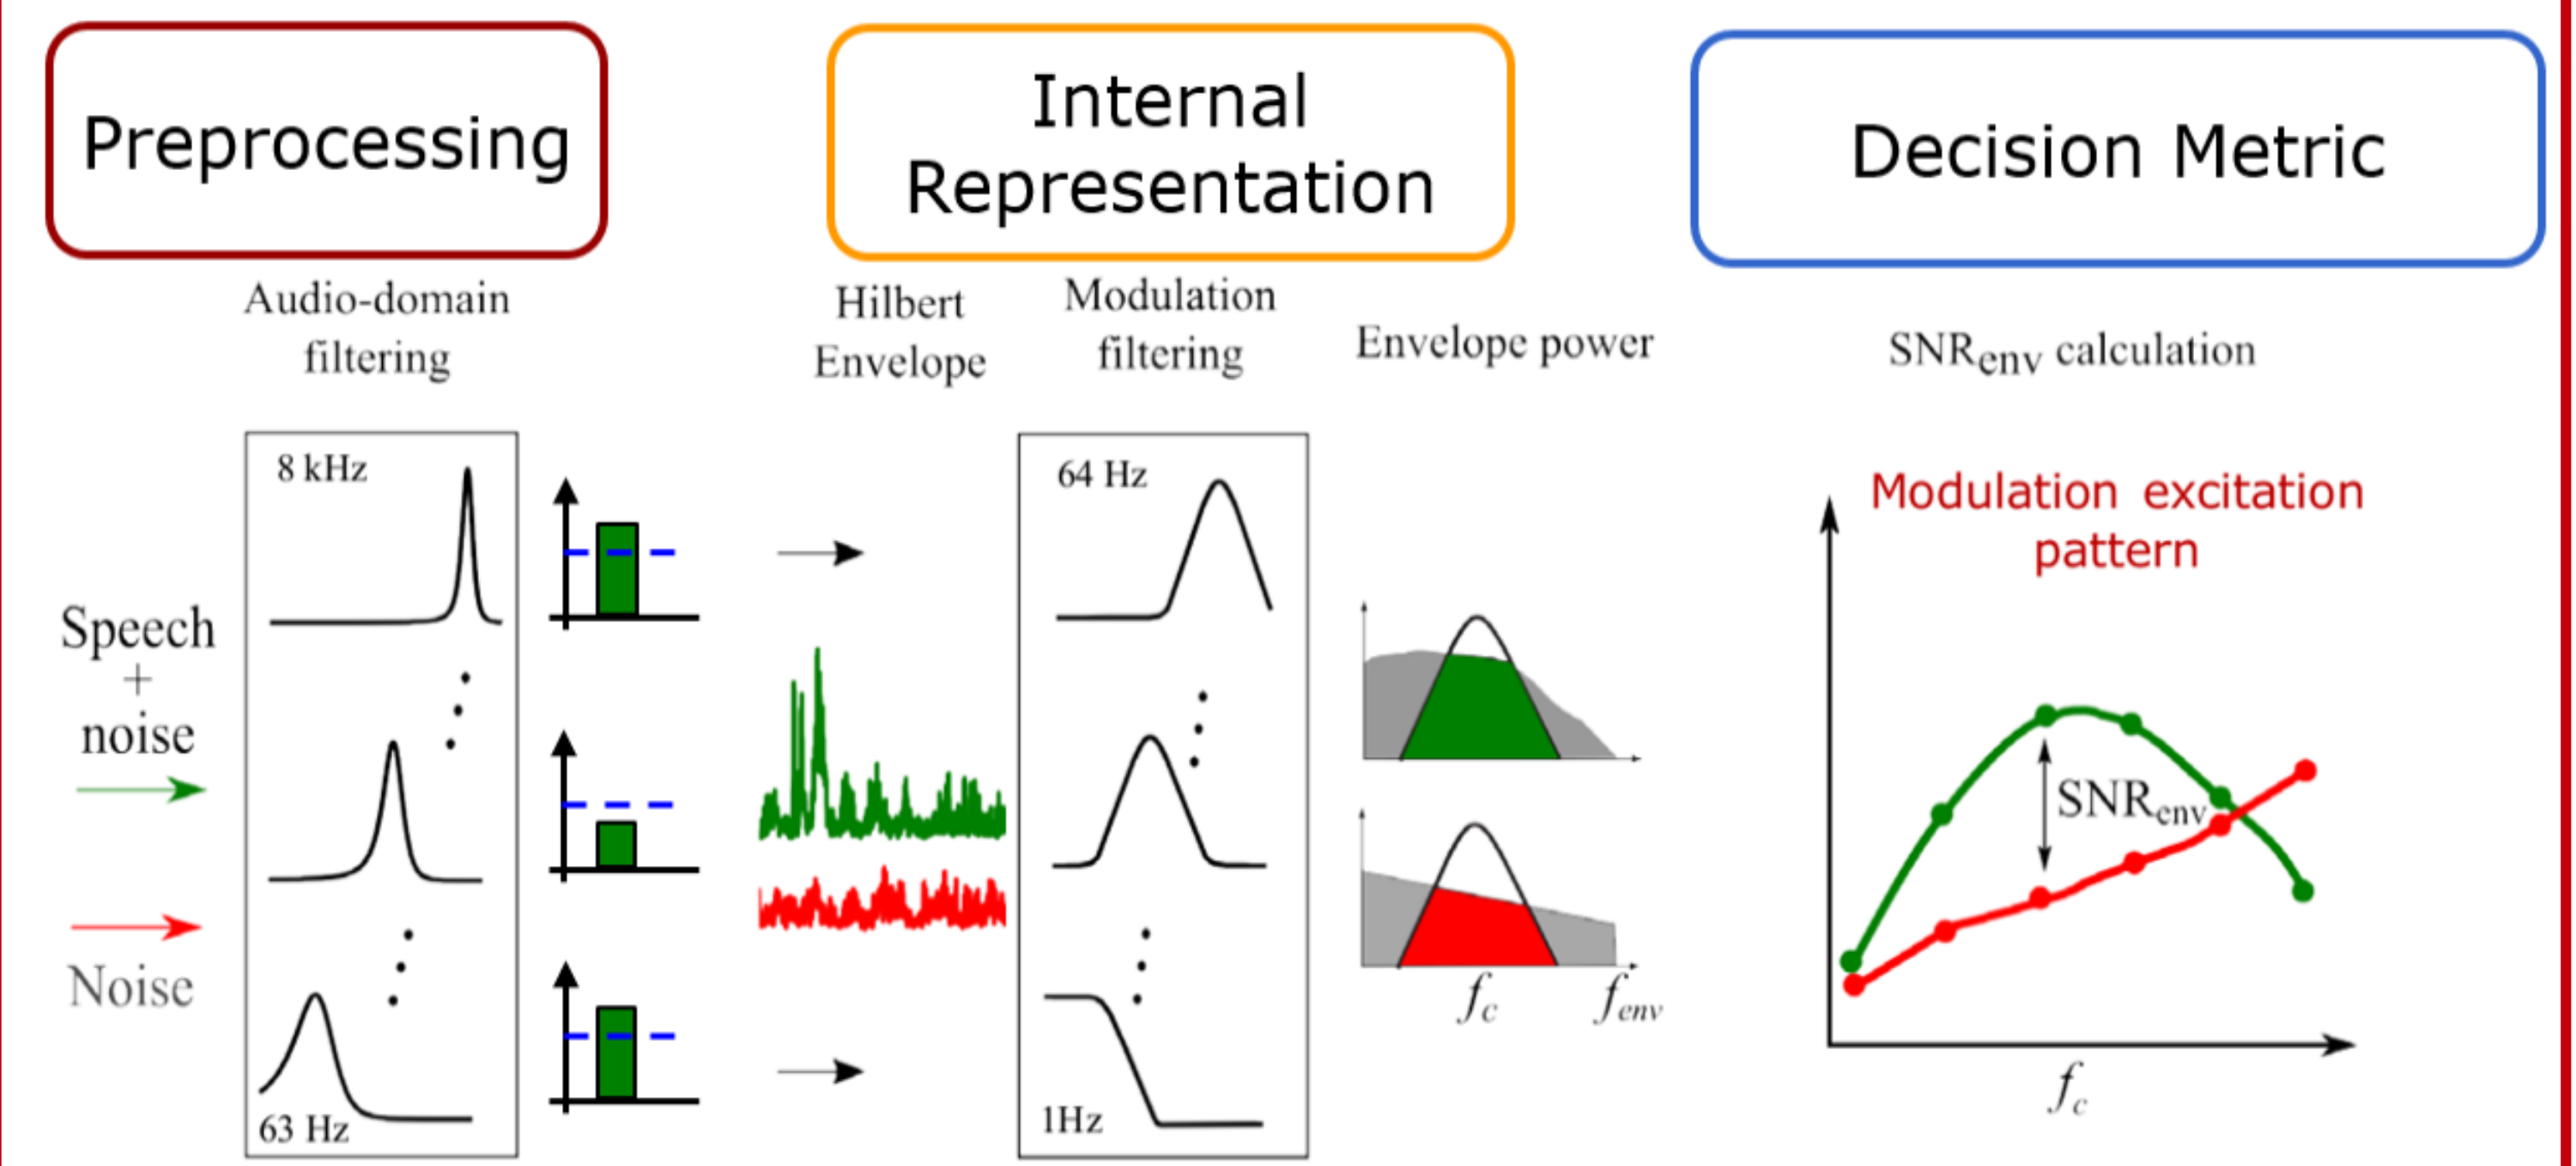 Preprocessing
Internal
Representation
Decision Metric
Audio-domain
filtering
Hilbert
Envelope
Modulation
filtering
Envelope power
SNRenv calculation
8 kHz
63 Hz
Speech
+
noise
Noise
64 Hz
1Hz
fc
fenv
Modulation excitation
pattern
SNRenv
fc